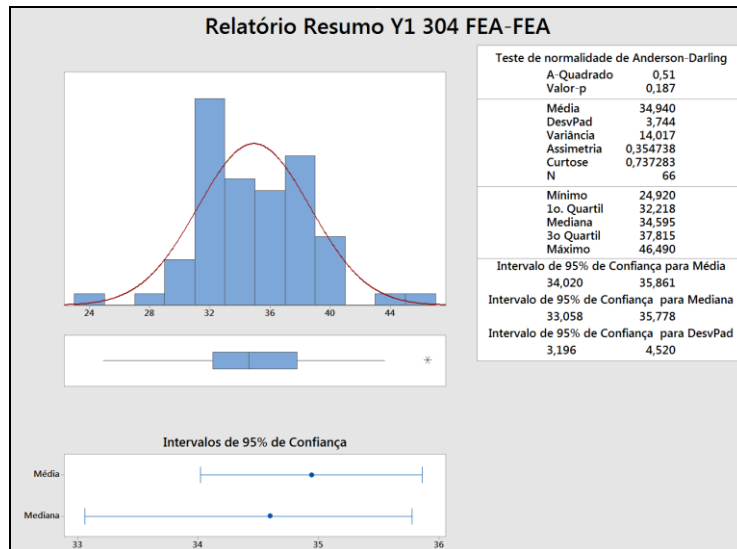 Relatório Resumo Y1 304 FEA-FEA
Teste de normalidade de Anderson-Darling
A-Quadrado 0,51
Valor-p 0,187
Média 34,940
DesvPad 3,744
Variância 14,017
Assimetria 0,354738
Curtose 0,737283
N 66
Mínimo 24,920
1o. Quartil 32,218
Mediana 34,595
3o Quartil 37,815
Máximo 46,490
Intervalo de 95% de Confiança para Média
34,020 35,861
Intervalo de 95% de Confiança para Mediana
33,058 35,778
Intervalo de 95% de Confiança para DesvPad
3,196 4,520
24 28 32 36 40 44
Intervalos de 95% de Confiança
Média
Mediana
33 34 35 36